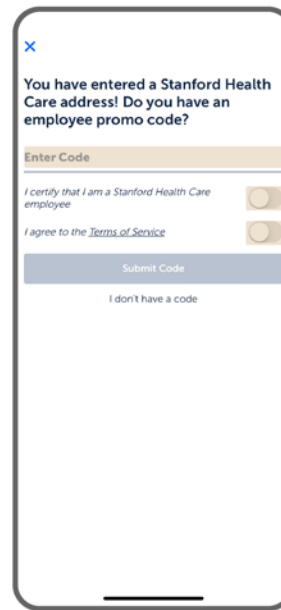 You have entered a Stanford Health
Care address! Do you have an
employee promo code?
Enter Code
I certify that I am a Stanford Health Care
employee
I agree to the Terms of Service
Submit Code
I don't have a code